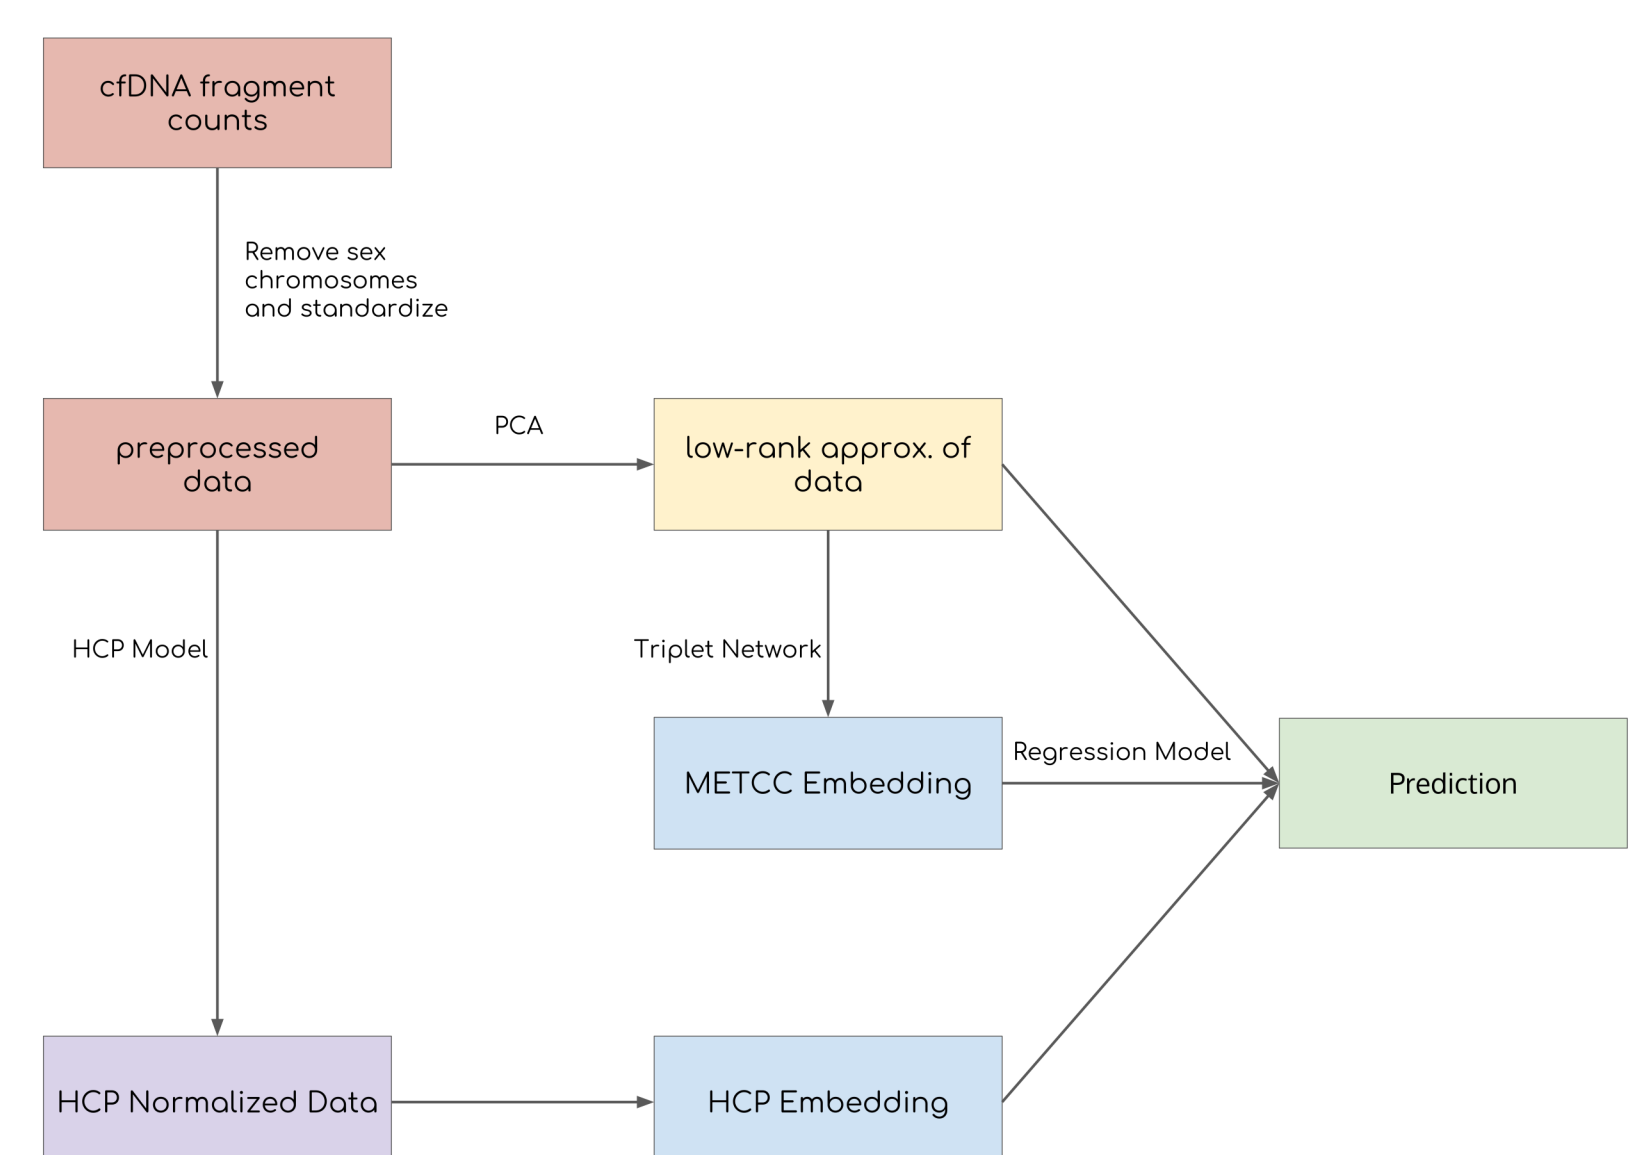 cfDNA fragment
counts
Remove sex
chromosomes
and standardize
preprocessed
data
PCA
low-rank approx. of
data
HCP Model
Triplet Network
METCC Embedding
Regression Model
Prediction
HCP Normalized Data
HCP Embedding